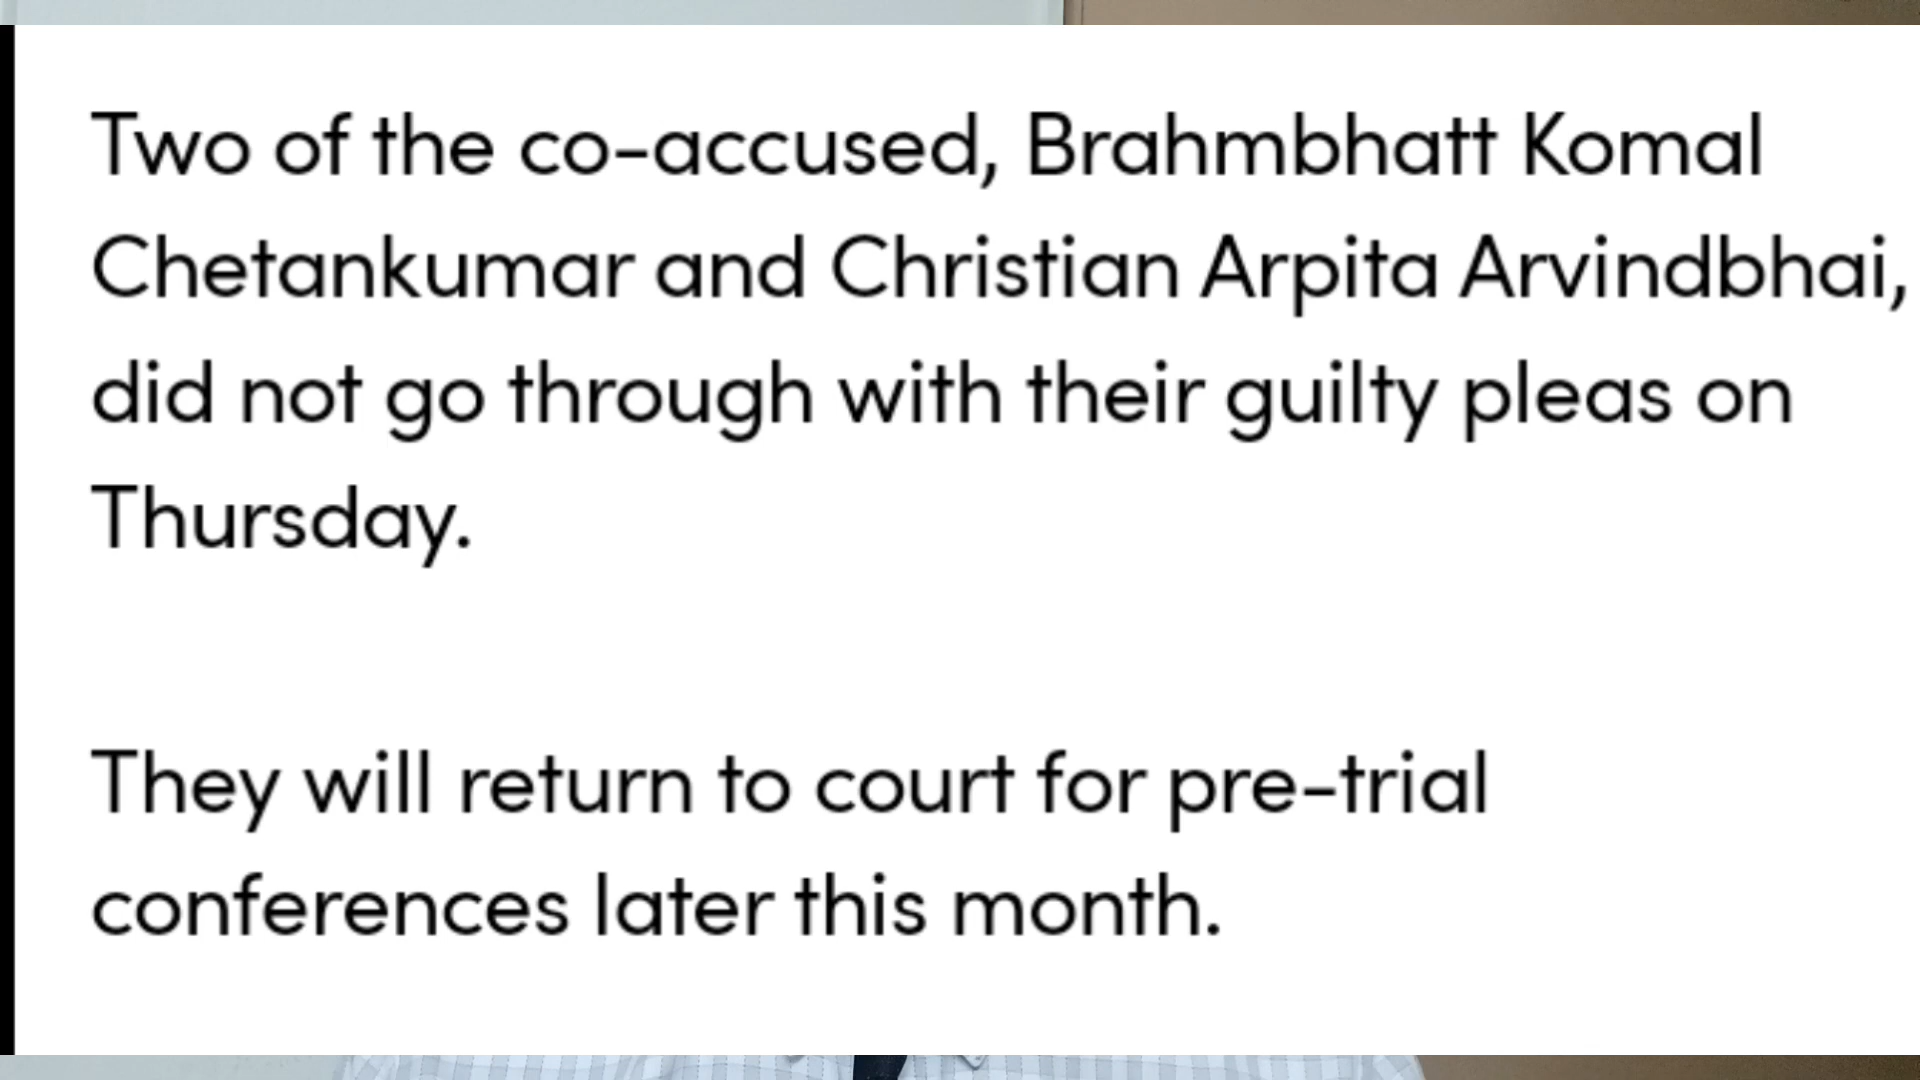 Two of the co-accused, Brahmbhatt Komal
Chetankumar and Christian Arpita Arvindbhai,
did not go through with their guilty pleas on
Thursday.
They will return to court for pre-trial
conferences later this month.